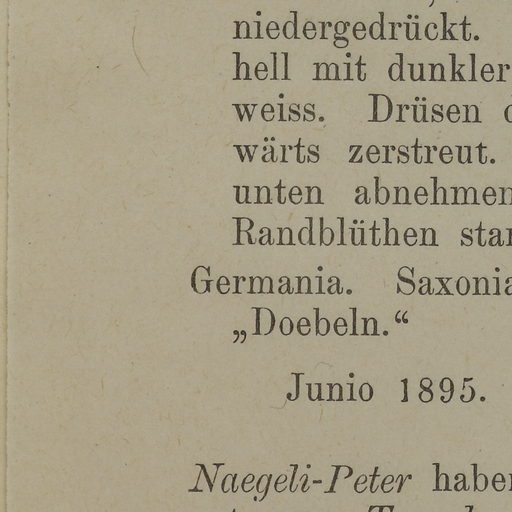 niedergedrückt.
hell mit dunkler
weiss. Drüsen
wärts zerstreut.
unten abnehmen
Randblüthen star
Germania. Saxonia
„Doebeln.“
Junio 1895.
Naegeli-Peter haben